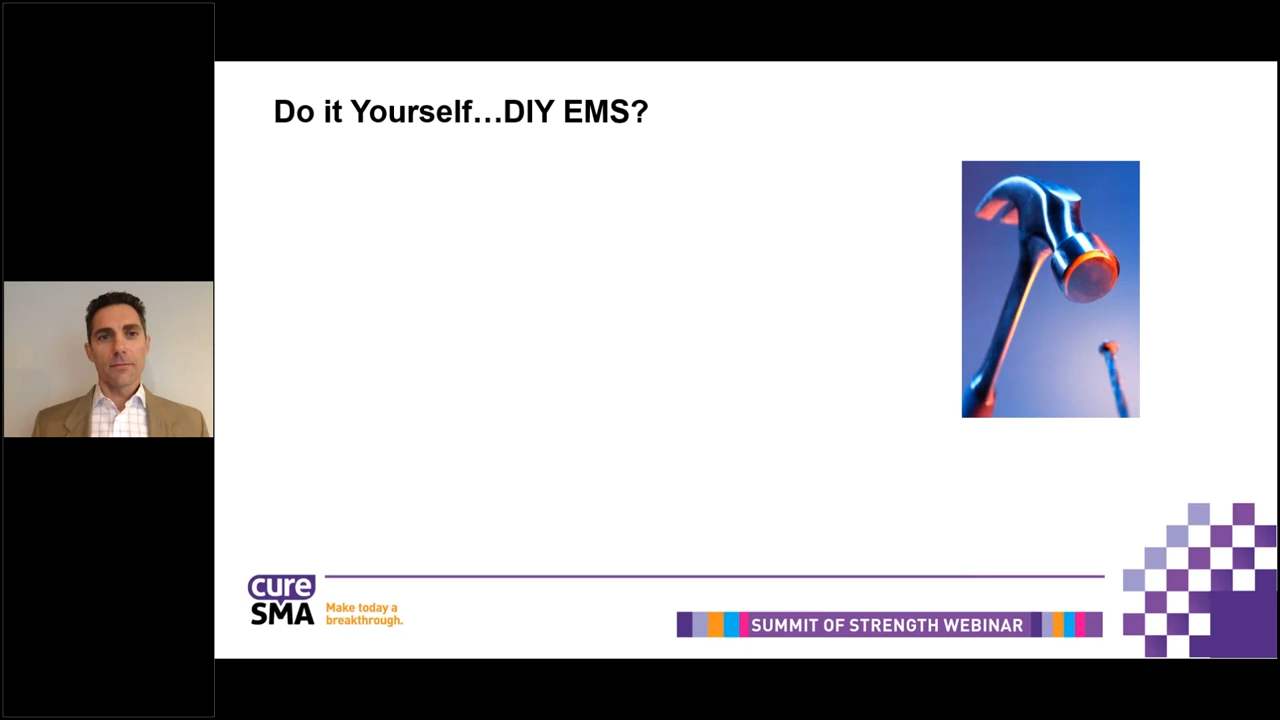 Do it Yourself…DIY EMS?
cure
SMA
Make today a
breakthrough.
SUMMIT OF STRENGTH WEBINAR